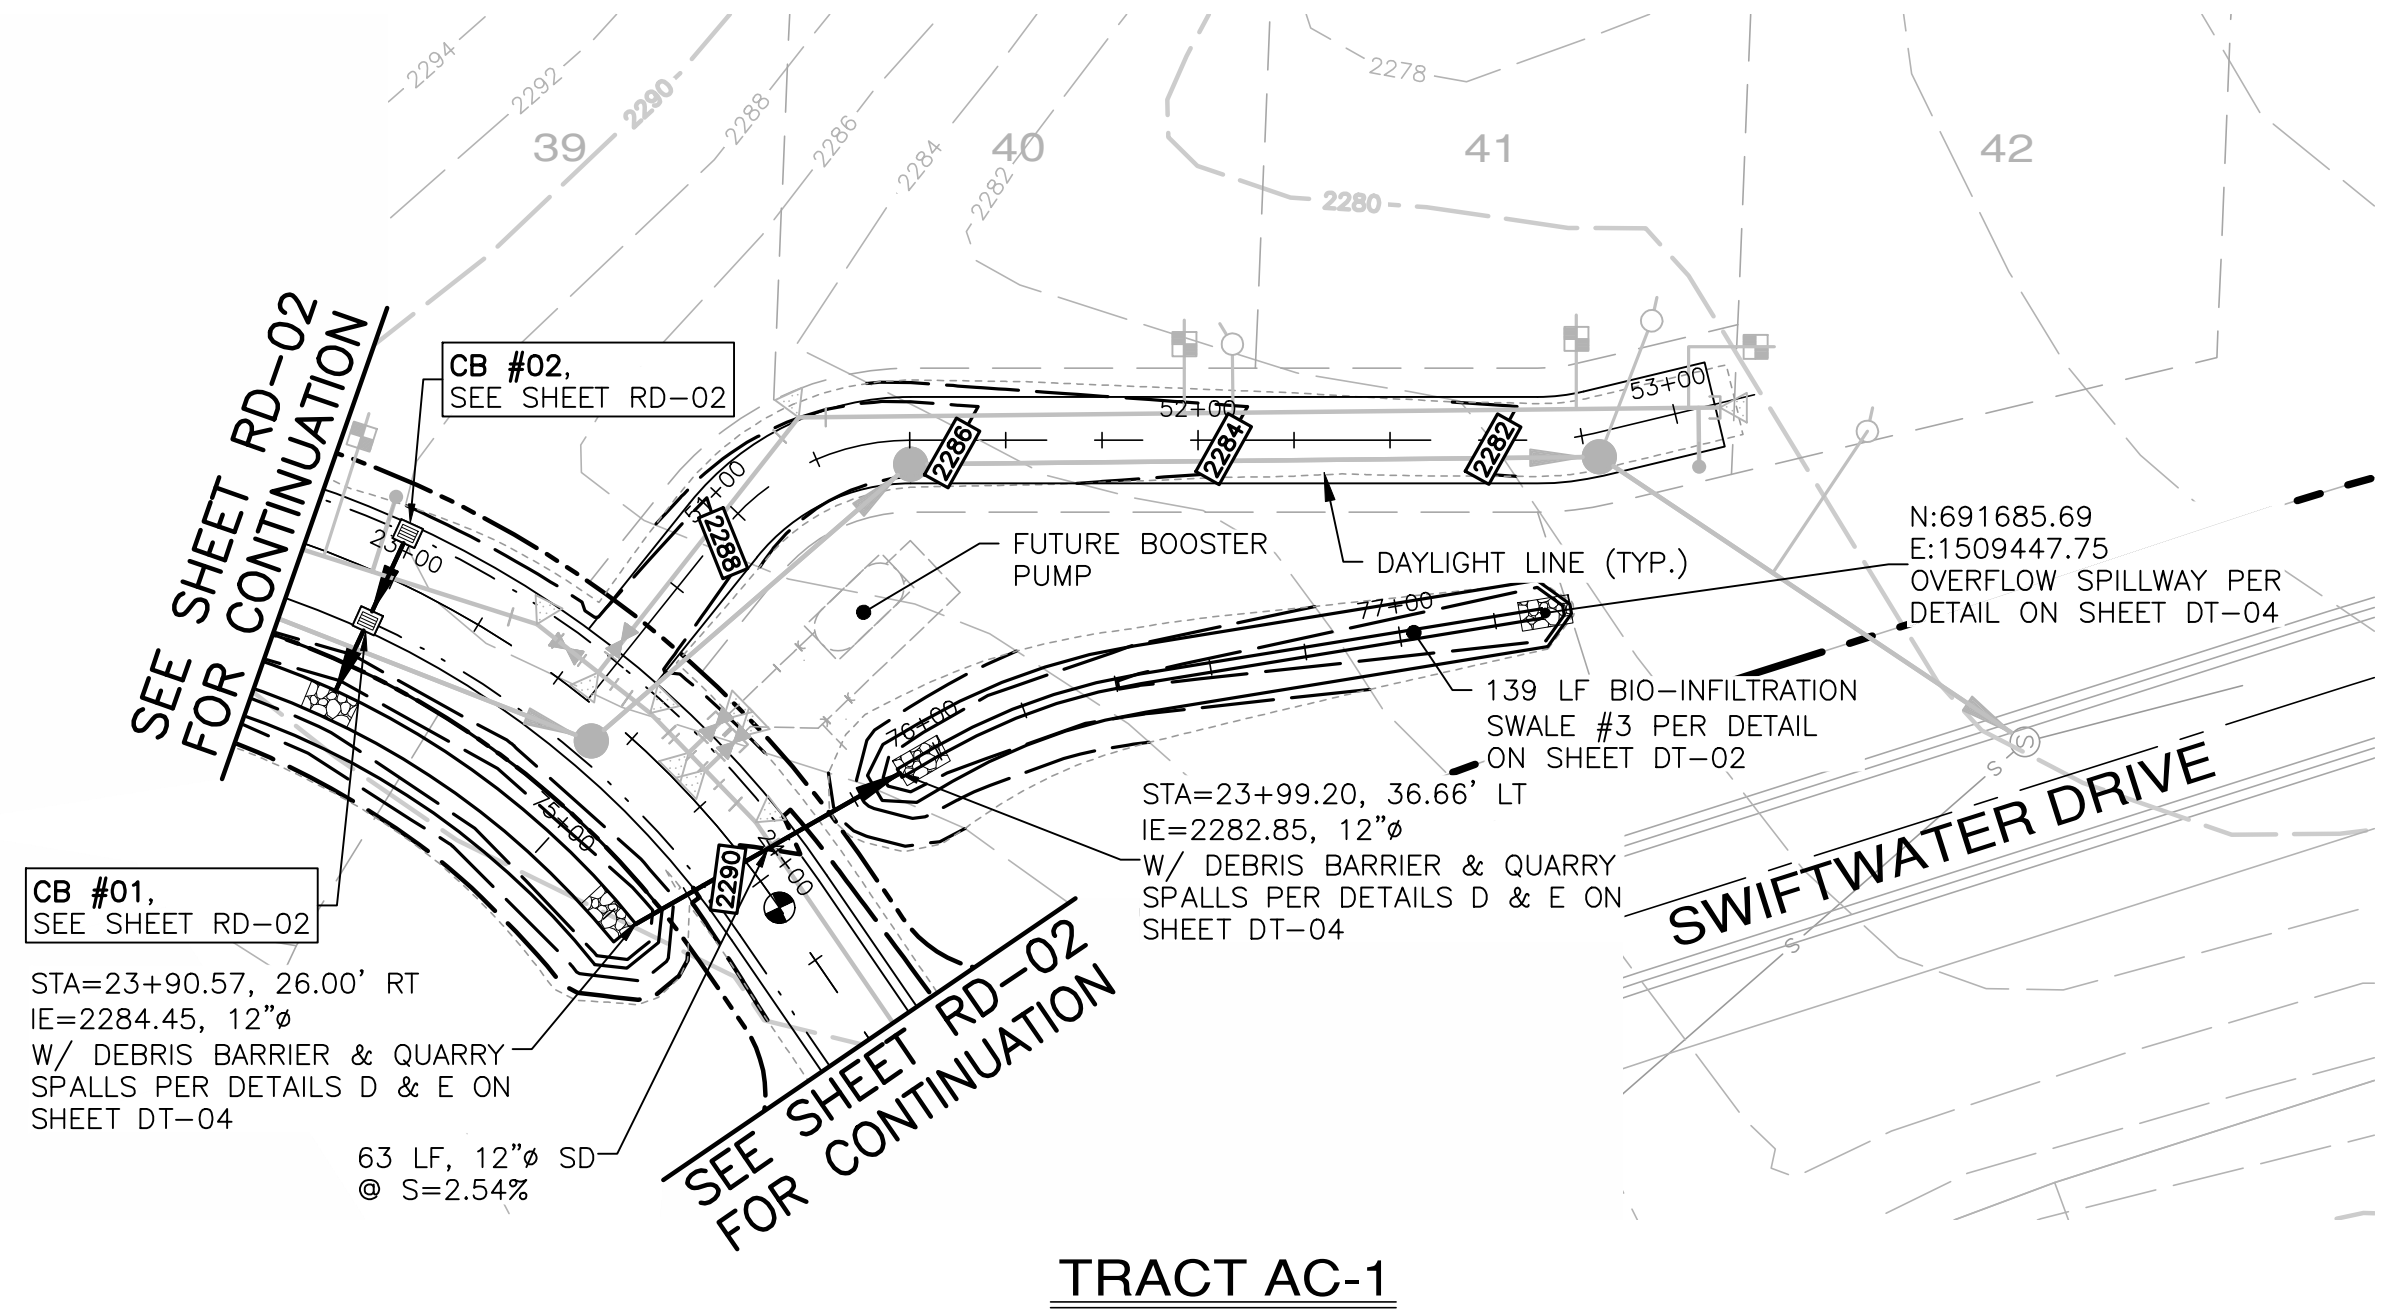 2294
2292
2290
2288
2286
2284
2282
2278
2280
39
40
41
42
SEE SHEET RD-02
FOR CONTINUATION
CB #02,
SEE SHEET RD-02
23+00
51+00
52+00
53+00
2288
2286
2284
2282
FUTURE BOOSTER
PUMP
DAYLIGHT LINE (TYP.)
N:691685.69
E:1509447.75
OVERFLOW SPILLWAY PER
DETAIL ON SHEET DT-04
77+00
76+00
139 LF BIO-INFILTRATION
SWALE #3 PER DETAIL
ON SHEET DT-02
STA=23+99.20, 36.66' LT
IE=2282.85, 12"ø
W/ DEBRIS BARRIER & QUARRY
SPALLS PER DETAILS D & E ON
SHEET DT-04
S
S
S
SWIFTWATER DRIVE
75+00
24+00
2290
CB #01,
SEE SHEET RD-02
STA=23+90.57, 26.00' RT
IE=2284.45, 12"ø
W/ DEBRIS BARRIER & QUARRY
SPALLS PER DETAILS D & E ON
SHEET DT-04
63 LF, 12"ø SD
@ S=2.54%
SEE SHEET RD-02
FOR CONTINUATION
TRACT AC-1